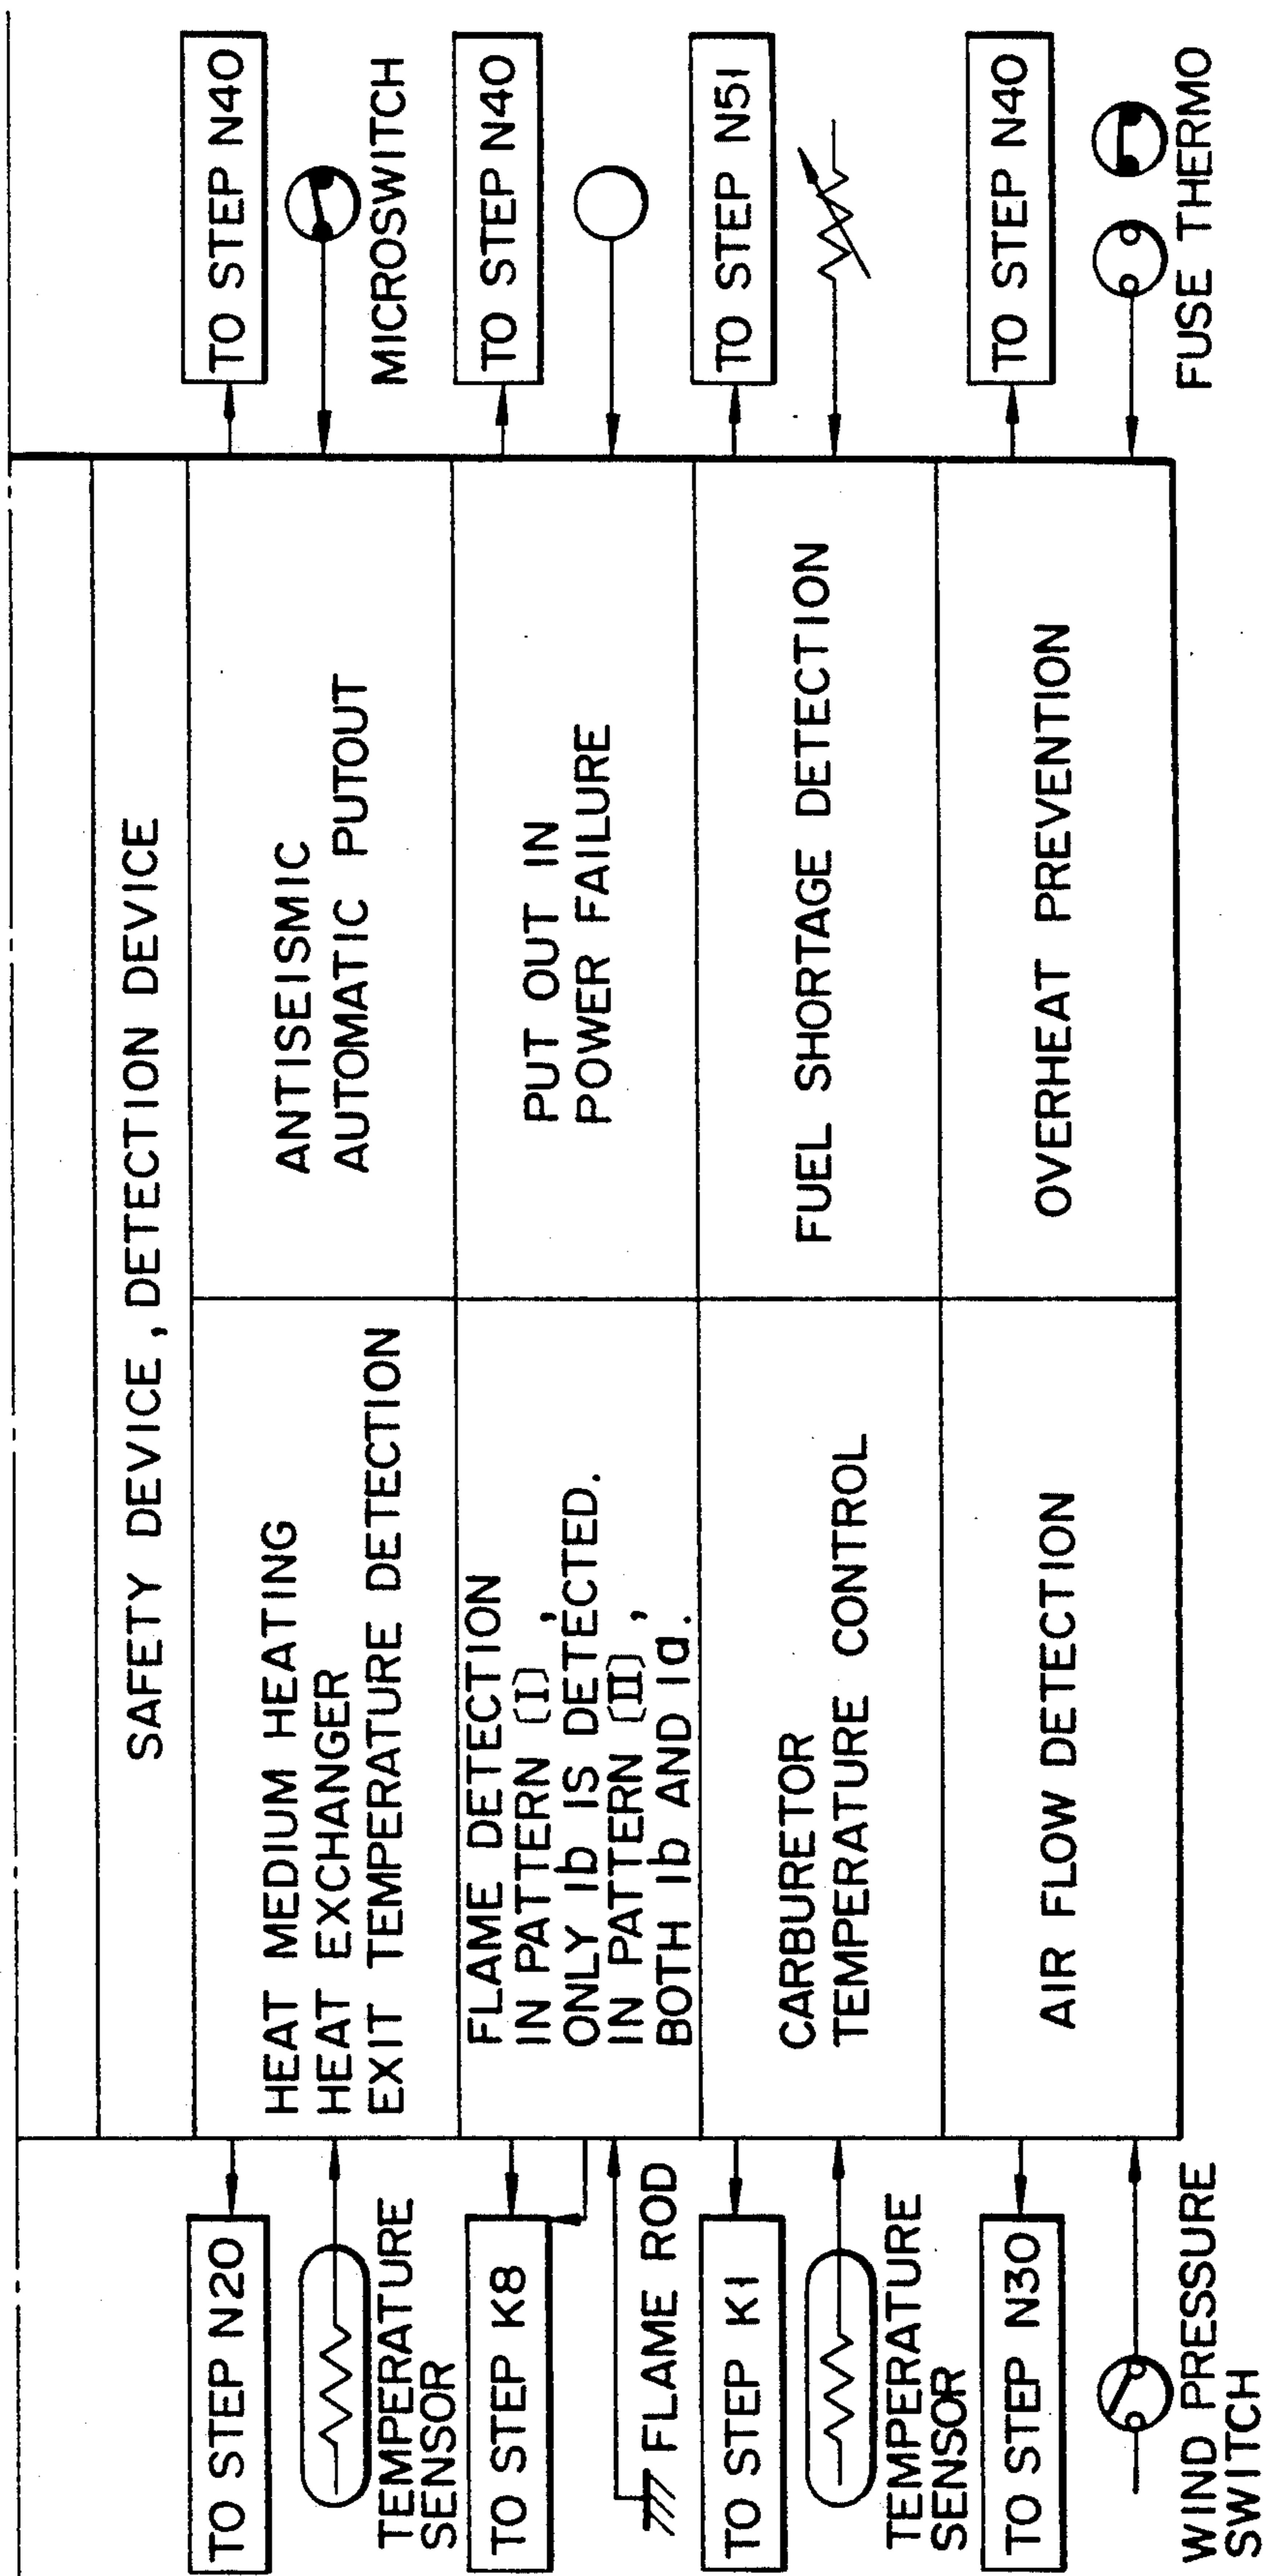 SAFETY DEVICE, DETECTION DEVICE
TO STEP N20
TEMPERATURE
SENSOR
HEAT MEDIUM HEATING
HEAT EXCHANGER
EXIT TEMPERATURE DETECTION
ANTISEISMIC
AUTOMATIC PUTOUT
TO STEP N40
MICROSWITCH
TO STEP K8
FLAME ROD
FLAME DETECTION
IN PATTERN [I],
ONLY 1b IS DETECTED.
IN PATTERN [II],
BOTH 1b AND 1a.
PUT OUT IN
POWER FAILURE
TO STEP N40
TO STEP K1
TEMPERATURE
SENSOR
CARBURETOR
TEMPERATURE CONTROL
FUEL SHORTAGE DETECTION
TO STEP N51
TO STEP N30
WIND PRESSURE
SWITCH
AIR FLOW DETECTION
OVERHEAT PREVENTION
TO STEP N40
FUSE THERMO